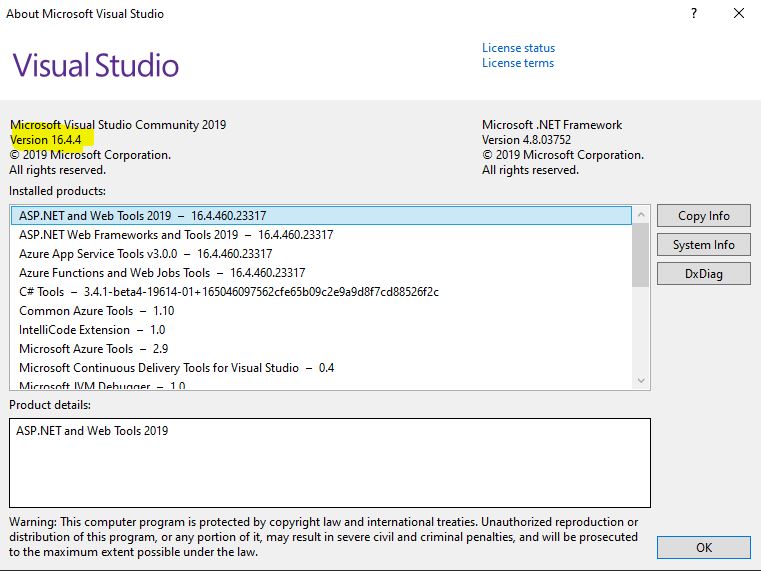 About Microsoft Visual Studio
?
Visual Studio
License status
License terms
Microsoft Visual Studio Community 2019
Version 16.4.4
© 2019 Microsoft Corporation.
All rights reserved.
Microsoft .NET Framework
Version 4.8.03752
© 2019 Microsoft Corporation.
All rights reserved.
Installed products:
ASP.NET and Web Tools 2019 – 16.4.460.23317
ASP.NET Web Frameworks and Tools 2019 – 16.4.460.23317
Azure App Service Tools v3.0.0 – 16.4.460.23317
Azure Functions and Web Jobs Tools – 16.4.460.23317
C# Tools – 3.4.1-beta4-19614-01+165046097562cfe65b09c2e9a9d8f7cd88526f2c
Common Azure Tools – 1.10
IntelliCode Extension – 1.0
Microsoft Azure Tools – 2.9
Microsoft Continuous Delivery Tools for Visual Studio – 0.4
Microsoft JVM Debugger – 1.0
Copy Info
System Info
DxDiag
Product details:
ASP.NET and Web Tools 2019
Warning: This computer program is protected by copyright law and international treaties. Unauthorized reproduction or
distribution of this program, or any portion of it, may result in severe civil and criminal penalties, and will be prosecuted
to the maximum extent possible under the law.
OK